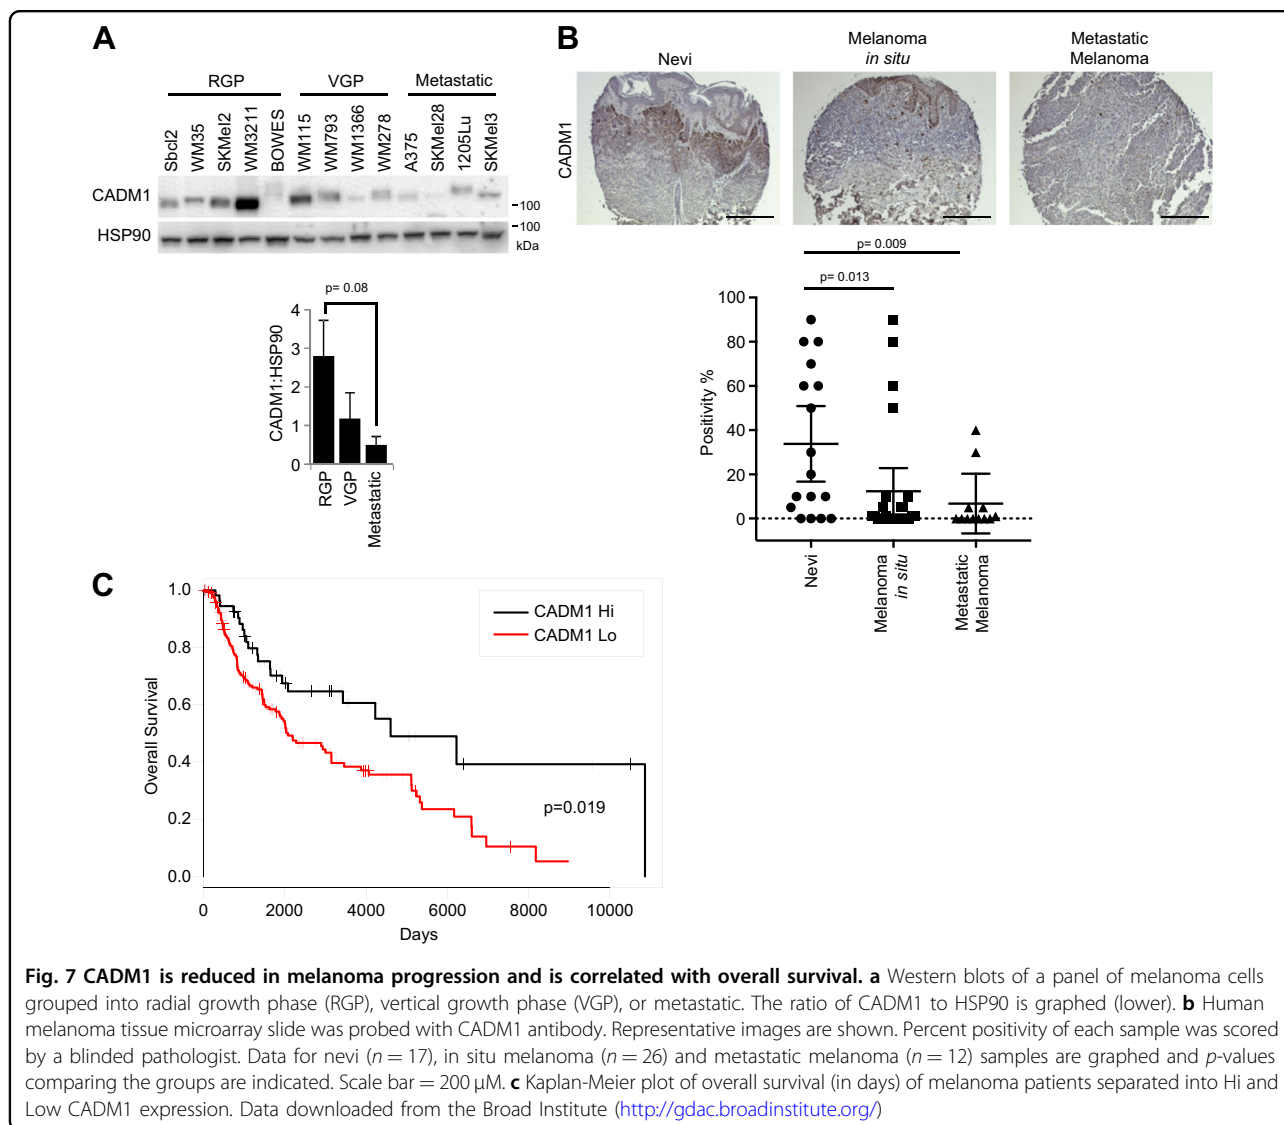 A
RGP VGP Metastatic
Sbcl2 WM35 SKMel2 WM3211 BOWES WM115 WM793 WM1366 WM278 A375 SKMel28 1205Lu SKMel3
CADM1
100
HSP90
100
kDa
p= 0.08
4
3
2
1
0
CADM1:HSP90
RGP
VGP
Metastatic
B
Nevi
Melanoma
in situ
Metastatic
Melanoma
CADM1
p= 0.009
p= 0.013
100
80
60
40
20
0
Positivity %
Nevi
Melanoma
in situ
Metastatic
Melanoma
C
1.0
0.8
0.6
0.4
0.2
0.0
Overall Survival
CADM1 Hi
CADM1 Lo
p=0.019
0 2000 4000 6000 8000 10000
Days
Fig. 7 CADM1 is reduced in melanoma progression and is correlated with overall survival. a Western blots of a panel of melanoma cells
grouped into radial growth phase (RGP), vertical growth phase (VGP), or metastatic. The ratio of CADM1 to HSP90 is graphed (lower). b Human
melanoma tissue microarray slide was probed with CADM1 antibody. Representative images are shown. Percent positivity of each sample was scored
by a blinded pathologist. Data for nevi (n = 17), in situ melanoma (n = 26) and metastatic melanoma (n = 12) samples are graphed and p-values
comparing the groups are indicated. Scale bar = 200 μM. c Kaplan-Meier plot of overall survival (in days) of melanoma patients separated into Hi and
Low CADM1 expression. Data downloaded from the Broad Institute (http://gdac.broadinstitute.org/)